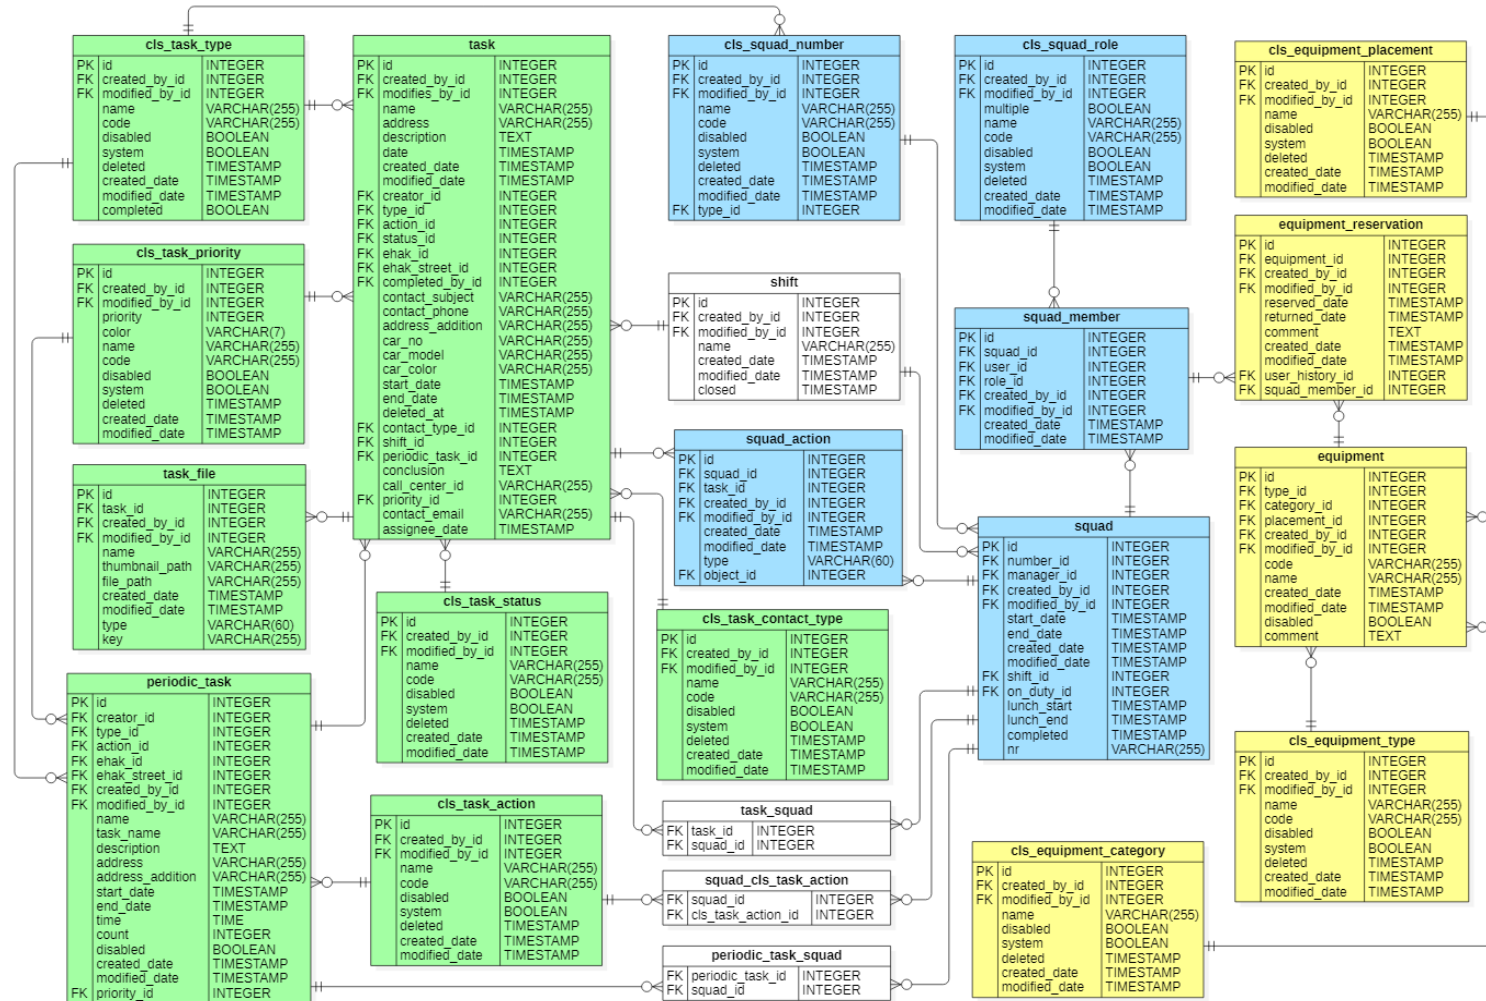 cls_task_type
PK id INTEGER
FK created_by_id INTEGER
FK modified_by_id INTEGER
name VARCHAR(255)
code VARCHAR(255)
disabled BOOLEAN
system BOOLEAN
deleted TIMESTAMP
created_date TIMESTAMP
modified_date TIMESTAMP
completed BOOLEAN
cls_task_priority
PK id INTEGER
FK created_by_id INTEGER
FK modified_by_id INTEGER
priority INTEGER
color VARCHAR(7)
name VARCHAR(255)
code VARCHAR(255)
disabled BOOLEAN
system BOOLEAN
deleted TIMESTAMP
created_date TIMESTAMP
modified_date TIMESTAMP
task_file
PK id INTEGER
FK task_id INTEGER
FK created_by_id INTEGER
FK modified_by_id INTEGER
name VARCHAR(255)
thumbnail_path VARCHAR(255)
file_path VARCHAR(255)
created_date TIMESTAMP
modified_date TIMESTAMP
type VARCHAR(60)
key VARCHAR(255)
periodic_task
PK id INTEGER
FK creator_id INTEGER
FK type_id INTEGER
FK action_id INTEGER
FK ehak_id INTEGER
FK ehak_street_id INTEGER
FK created_by_id INTEGER
FK modified_by_id INTEGER
name VARCHAR(255)
task_name VARCHAR(255)
description TEXT
address VARCHAR(255)
address_addition VARCHAR(255)
start_date TIMESTAMP
end_date TIMESTAMP
time TIME
count INTEGER
disabled BOOLEAN
created_date TIMESTAMP
modified_date TIMESTAMP
FK priority_id INTEGER
task
PK id INTEGER
FK created_by_id INTEGER
FK modifies_by_id INTEGER
name VARCHAR(255)
address VARCHAR(255)
description TEXT
date TIMESTAMP
created_date TIMESTAMP
modified_date TIMESTAMP
FK creator_id INTEGER
FK type_id INTEGER
FK action_id INTEGER
FK status_id INTEGER
FK ehak_id INTEGER
FK ehak_street_id INTEGER
FK completed_by_id INTEGER
contact_subject VARCHAR(255)
contact_phone VARCHAR(255)
address_addition VARCHAR(255)
car_no VARCHAR(255)
car_model VARCHAR(255)
car_color VARCHAR(255)
start_date TIMESTAMP
end_date TIMESTAMP
deleted_at TIMESTAMP
FK contact_type_id INTEGER
FK shift_id INTEGER
FK periodic_task_id INTEGER
conclusion TEXT
call_center_id VARCHAR(255)
FK priority_id INTEGER
contact_email VARCHAR(255)
assignee_date TIMESTAMP
cls_task_status
PK id INTEGER
FK created_by_id INTEGER
FK modified_by_id INTEGER
name VARCHAR(255)
code VARCHAR(255)
disabled BOOLEAN
system BOOLEAN
deleted TIMESTAMP
created_date TIMESTAMP
modified_date TIMESTAMP
cls_task_action
PK id INTEGER
FK created_by_id INTEGER
FK modified_by_id INTEGER
name VARCHAR(255)
code VARCHAR(255)
disabled BOOLEAN
system BOOLEAN
deleted TIMESTAMP
created_date TIMESTAMP
modified_date TIMESTAMP
cls_squad_number
PK id INTEGER
FK created_by_id INTEGER
FK modified_by_id INTEGER
name VARCHAR(255)
code VARCHAR(255)
disabled BOOLEAN
system BOOLEAN
deleted TIMESTAMP
created_date TIMESTAMP
modified_date TIMESTAMP
FK type_id INTEGER
shift
PK id INTEGER
FK created_by_id INTEGER
FK modified_by_id INTEGER
name VARCHAR(255)
created_date TIMESTAMP
modified_date TIMESTAMP
closed TIMESTAMP
squad_action
PK id INTEGER
FK squad_id INTEGER
FK task_id INTEGER
FK created_by_id INTEGER
FK modified_by_id INTEGER
created_date TIMESTAMP
modified_date TIMESTAMP
type VARCHAR(60)
FK object_id INTEGER
cls_task_contact_type
PK id INTEGER
FK created_by_id INTEGER
FK modified_by_id INTEGER
name VARCHAR(255)
code VARCHAR(255)
disabled BOOLEAN
system BOOLEAN
deleted TIMESTAMP
created_date TIMESTAMP
modified_date TIMESTAMP
task_squad
FK task_id INTEGER
FK squad_id INTEGER
squad_cls_task_action
FK squad_id INTEGER
FK cls_task_action_id INTEGER
periodic_task_squad
FK periodic_task_id INTEGER
FK squad_id INTEGER
cls_squad_role
PK id INTEGER
FK created_by_id INTEGER
FK modified_by_id INTEGER
multiple BOOLEAN
name VARCHAR(255)
code VARCHAR(255)
disabled BOOLEAN
system BOOLEAN
deleted TIMESTAMP
created_date TIMESTAMP
modified_date TIMESTAMP
squad_member
PK id INTEGER
FK squad_id INTEGER
FK user_id INTEGER
FK role_id INTEGER
FK created_by_id INTEGER
FK modified_by_id INTEGER
created_date TIMESTAMP
modified_date TIMESTAMP
squad
PK id INTEGER
FK number_id INTEGER
FK manager_id INTEGER
FK created_by_id INTEGER
FK modified_by_id INTEGER
start_date TIMESTAMP
end_date TIMESTAMP
created_date TIMESTAMP
modified_date TIMESTAMP
FK shift_id INTEGER
FK on_duty_id INTEGER
lunch_start TIMESTAMP
lunch_end TIMESTAMP
completed TIMESTAMP
nr VARCHAR(255)
cls_equipment_category
PK id INTEGER
FK created_by_id INTEGER
FK modified_by_id INTEGER
name VARCHAR(255)
disabled BOOLEAN
system BOOLEAN
deleted TIMESTAMP
created_date TIMESTAMP
modified_date TIMESTAMP
cls_equipment_placement
PK id INTEGER
FK created_by_id INTEGER
FK modified_by_id INTEGER
name VARCHAR(255)
disabled BOOLEAN
system BOOLEAN
deleted TIMESTAMP
created_date TIMESTAMP
modified_date TIMESTAMP
equipment_reservation
PK id INTEGER
FK equipment_id INTEGER
FK created_by_id INTEGER
FK modified_by_id INTEGER
reserved_date TIMESTAMP
returned_date TIMESTAMP
comment TEXT
created_date TIMESTAMP
modified_date TIMESTAMP
FK user_history_id INTEGER
FK squad_member_id INTEGER
equipment
PK id INTEGER
FK type_id INTEGER
FK category_id INTEGER
FK placement_id INTEGER
FK created_by_id INTEGER
FK modified_by_id INTEGER
code VARCHAR(255)
name VARCHAR(255)
created_date TIMESTAMP
modified_date TIMESTAMP
disabled BOOLEAN
comment TEXT
cls_equipment_type
PK id INTEGER
FK created_by_id INTEGER
FK modified_by_id INTEGER
name VARCHAR(255)
code VARCHAR(255)
disabled BOOLEAN
system BOOLEAN
deleted TIMESTAMP
created_date TIMESTAMP
modified_date TIMESTAMP